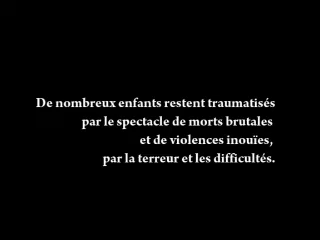 De nombreux enfants restent traumatisés
par le spectacle de morts brutales
et de violences inouïes,
par la terreur et les difficultés.